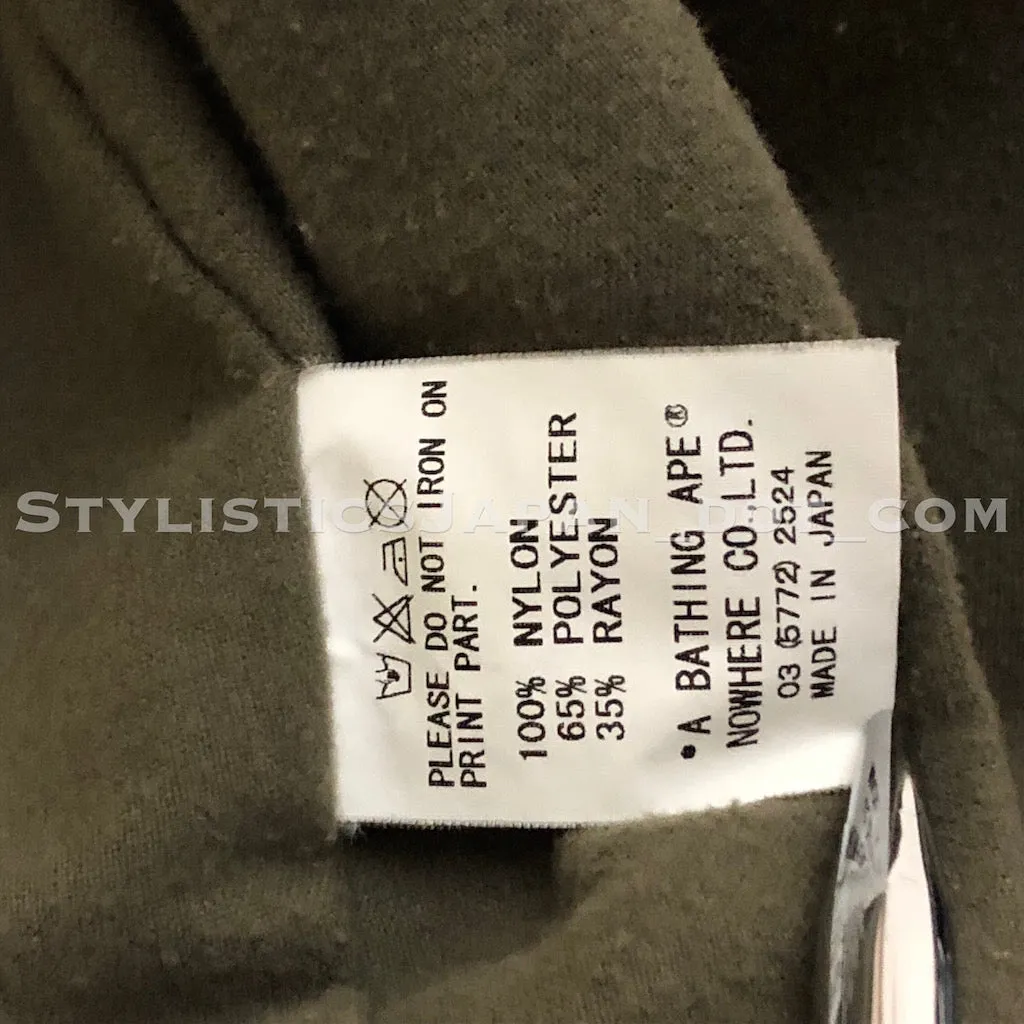 PLEASE DO NOT IRON ON
PRINT PART.
100% NYLON
65% POLYESTER
35% RAYON
•A BATHING APE®
NOWHERE CO.,LTD.
03 (5772) 2524
MADE IN JAPAN
STYLISTICSJAPAN_DOT_COM